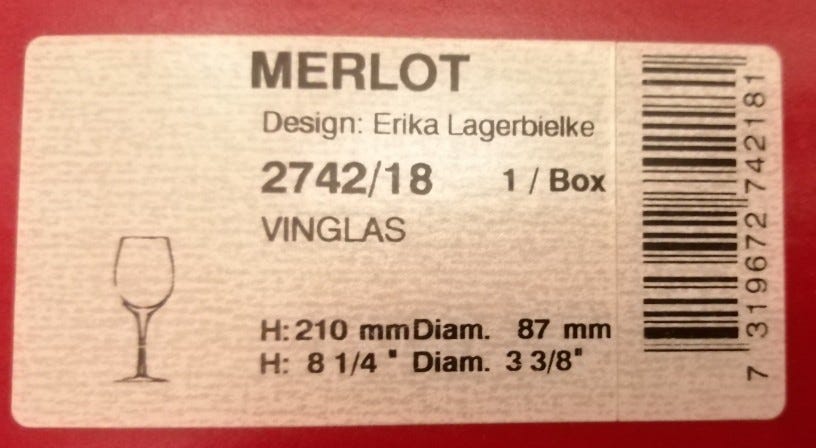 MERLOT
Design: Erika Lagerbielke
2742/18 1 / Box
VINGLAS
H: 210 mm Diam. 87 mm
H: 8 1/4 " Diam. 3 3/8"
7 319672 742181